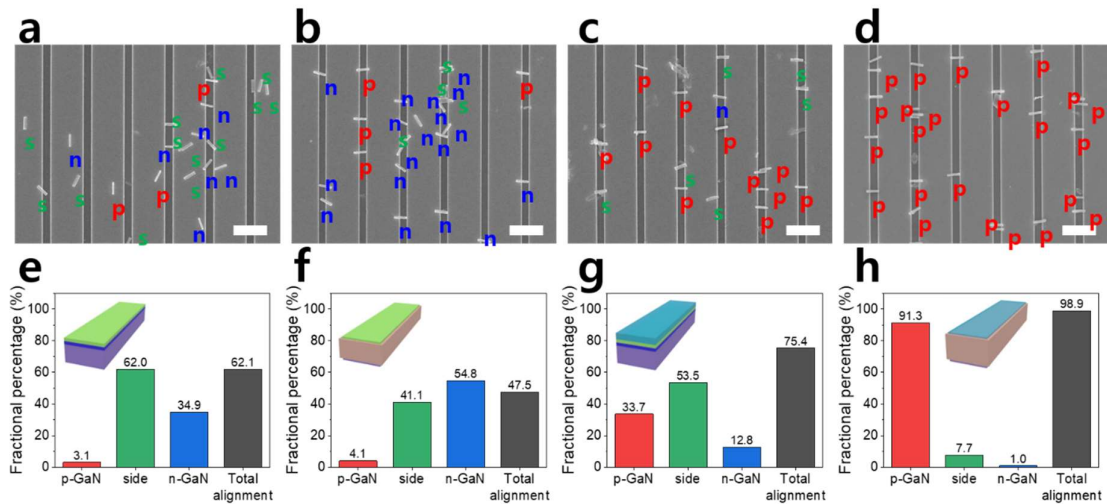 a b c d
s s p s s n s n s s n s n n s p p s n s
n p s n n s n n p n s n n n p n n n n n p n
s s p n s p p p s p p s p p p s p
p p p p p p p p p p p p p p p p p p p p p p p
e f g h
Fractional percentage (%)
100
80
60
40
20
0
3.1
62.0
34.9
62.1
p-GaN side n-GaN Total
alignment
Fractional percentage (%)
100
80
60
40
20
0
4.1
41.1
54.8
47.5
p-GaN side n-GaN Total
alignment
Fractional percentage (%)
100
80
60
40
20
0
33.7
53.5
12.8
75.4
p-GaN side n-GaN Total
alignment
Fractional percentage (%)
100
80
60
40
20
0
91.3
7.7
1.0
98.9
p-GaN side n-GaN Total
alignment